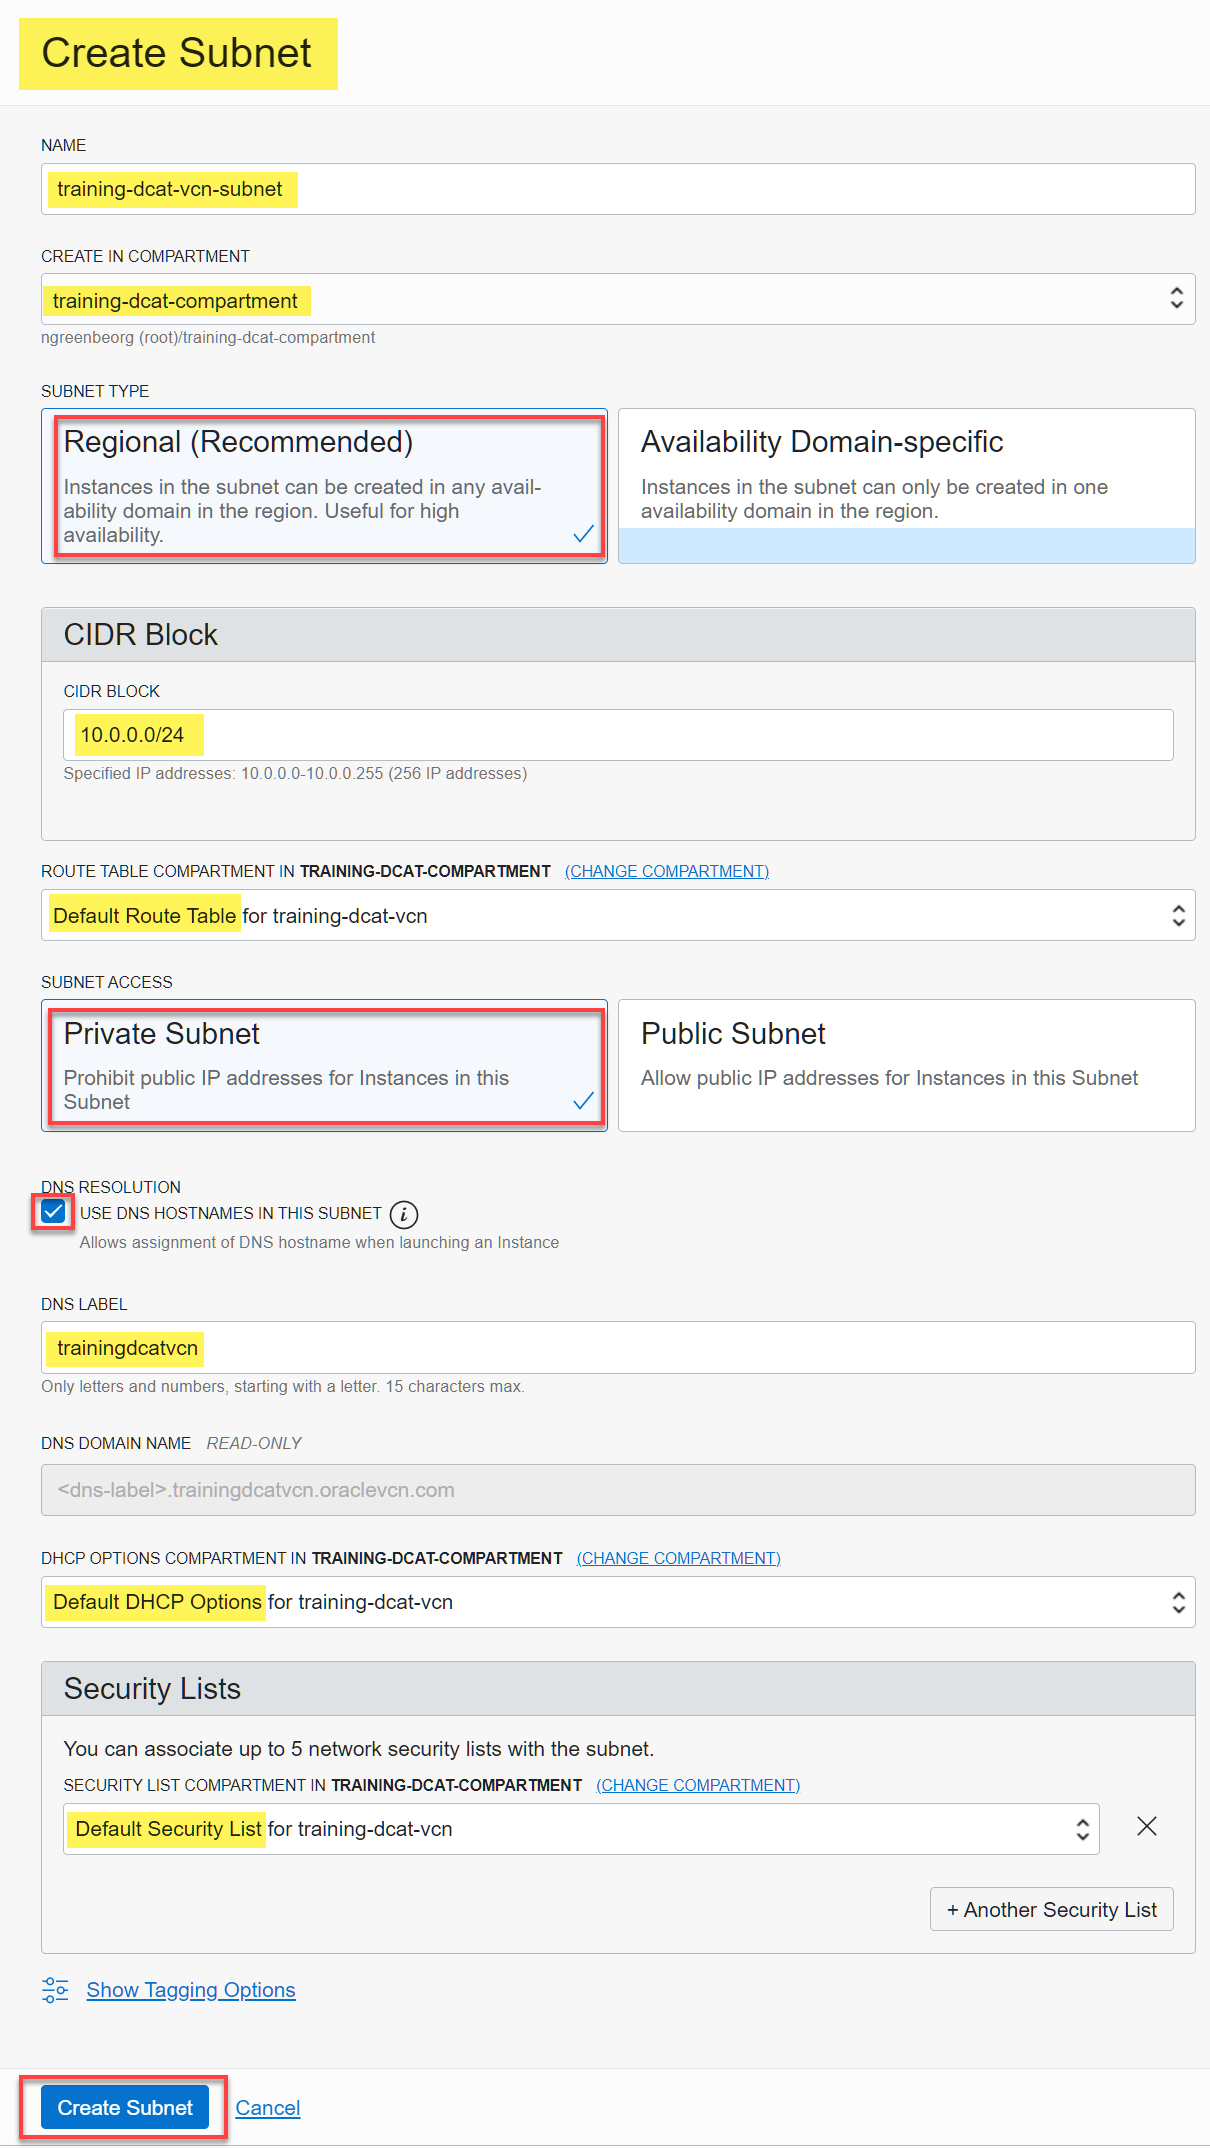 Create Subnet
NAME
training-dcat-vcn-subnet
CREATE IN COMPARTMENT
training-dcat-compartment
ngreenbeorg (root)/training-dcat-compartment
SUBNET TYPE
Regional (Recommended)
Instances in the subnet can be created in any avail-
ability domain in the region. Useful for high
availability.
Availability Domain-specific
Instances in the subnet can only be created in one
availability domain in the region.
CIDR Block
CIDR BLOCK
10.0.0.0/24
Specified IP addresses: 10.0.0.0-10.0.0.255 (256 IP addresses)
ROUTE TABLE COMPARTMENT IN TRAINING-DCAT-COMPARTMENT (CHANGE COMPARTMENT)
Default Route Table for training-dcat-vcn
SUBNET ACCESS
Private Subnet
Prohibit public IP addresses for Instances in this
Subnet
Public Subnet
Allow public IP addresses for Instances in this Subnet
DNS RESOLUTION
USE DNS HOSTNAMES IN THIS SUBNET i
Allows assignment of DNS hostname when launching an Instance
DNS LABEL
trainingdcatvcn
Only letters and numbers, starting with a letter. 15 characters max.
DNS DOMAIN NAME READ-ONLY
<dns-label>.trainingdcatvcn.oraclevcn.com
DHCP OPTIONS COMPARTMENT IN TRAINING-DCAT-COMPARTMENT (CHANGE COMPARTMENT)
Default DHCP Options for training-dcat-vcn
Security Lists
You can associate up to 5 network security lists with the subnet.
SECURITY LIST COMPARTMENT IN TRAINING-DCAT-COMPARTMENT (CHANGE COMPARTMENT)
Default Security List for training-dcat-vcn
+ Another Security List
Show Tagging Options
Create Subnet Cancel